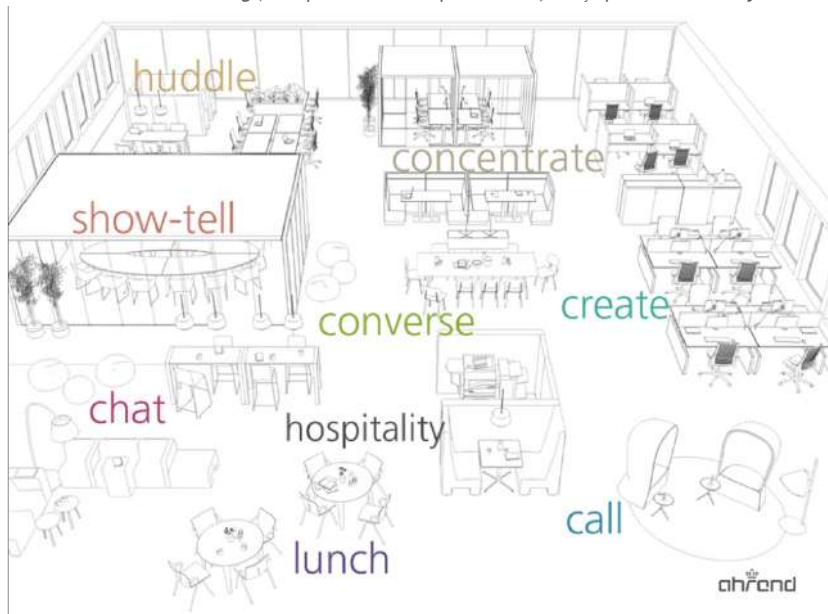 huddle
concentrate
show-tell
create
converse
chat
hospitality
call
lunch
ahrend